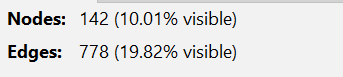 Nodes: 142 (10.01% visible)
Edges: 778 (19.82% visible)